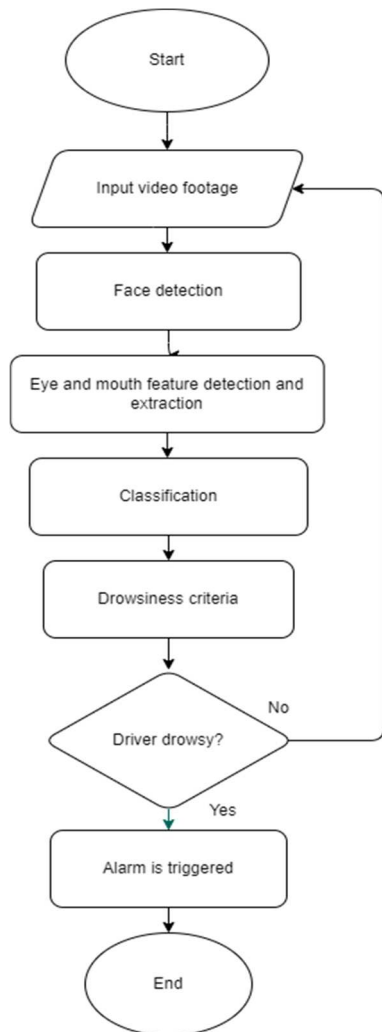 Start
Input video footage
Face detection
Eye and mouth feature detection and
extraction
Classification
Drowsiness criteria
No
Driver drowsy?
Yes
Alarm is triggered
End